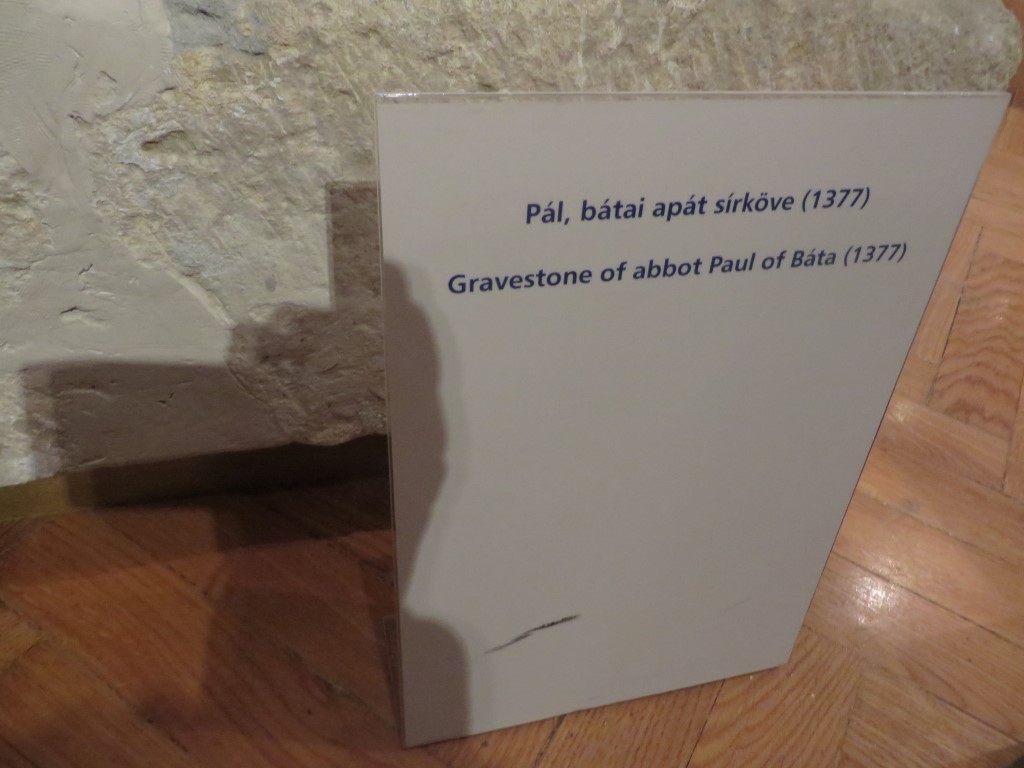 Pál, bátai apát sírköve (1377)
Gravestone of abbot Paul of Báta (1377)